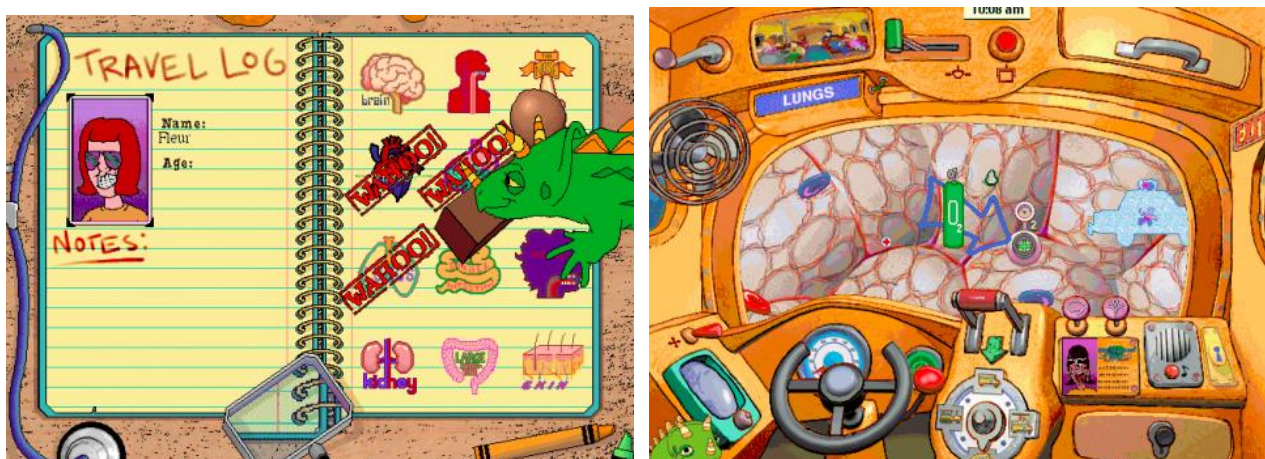 TRAVEL LOG
Name:
Fleur
Age:
NOTES:
brain
WAHOO!
WAHOO!
WAHOO!
kidney
LARGE
SKIN
10:08 am
LUNGS
EXIT
O2